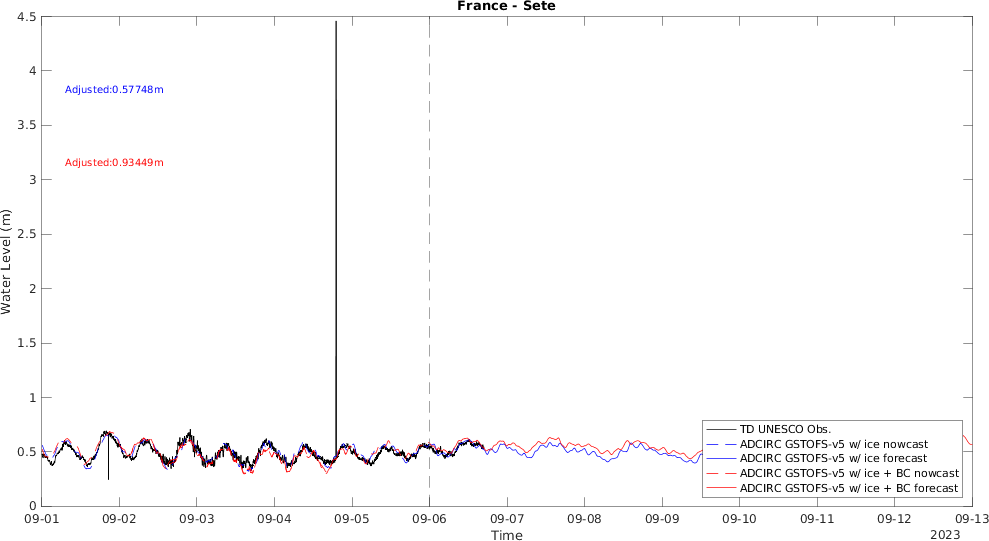 France - Sete
4.5
4
3.5
3
2.5
2
1.5
1
0.5
0
Water Level (m)
Adjusted:0.57748m
Adjusted:0.93449m
TD UNESCO Obs.
ADCIRC GSTOFS-v5 w/ ice nowcast
ADCIRC GSTOFS-v5 w/ ice forecast
ADCIRC GSTOFS-v5 w/ ice + BC nowcast
ADCIRC GSTOFS-v5 w/ ice + BC forecast
09-01 09-02 09-03 09-04 09-05 09-06 09-07 09-08 09-09 09-10 09-11 09-12 09-13
Time
2023